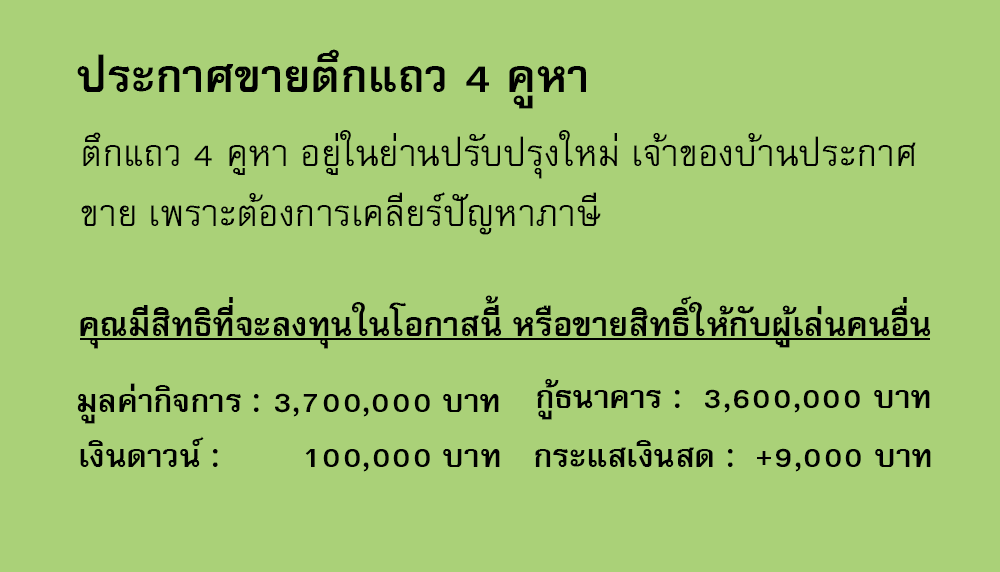 ประกาศขายตึกแถว 4 คูหา
ตึกแถว 4 คูหา อยู่ในย่านปรับปรุงใหม่ เจ้าของบ้านประกาศ
ขาย เพราะต้องการเคลียร์ปัญหาภาษี
คุณมีสิทธิที่จะลงทุนในโอกาสนี้ หรือขายสิทธิ์ให้กับผู้เล่นคนอื่น
มูลค่ากิจการ : 3,700,000 บาท กู้ธนาคาร : 3,600,000 บาท
เงินดาวน์ : 100,000 บาท กระแสเงินสด : +9,000 บาท